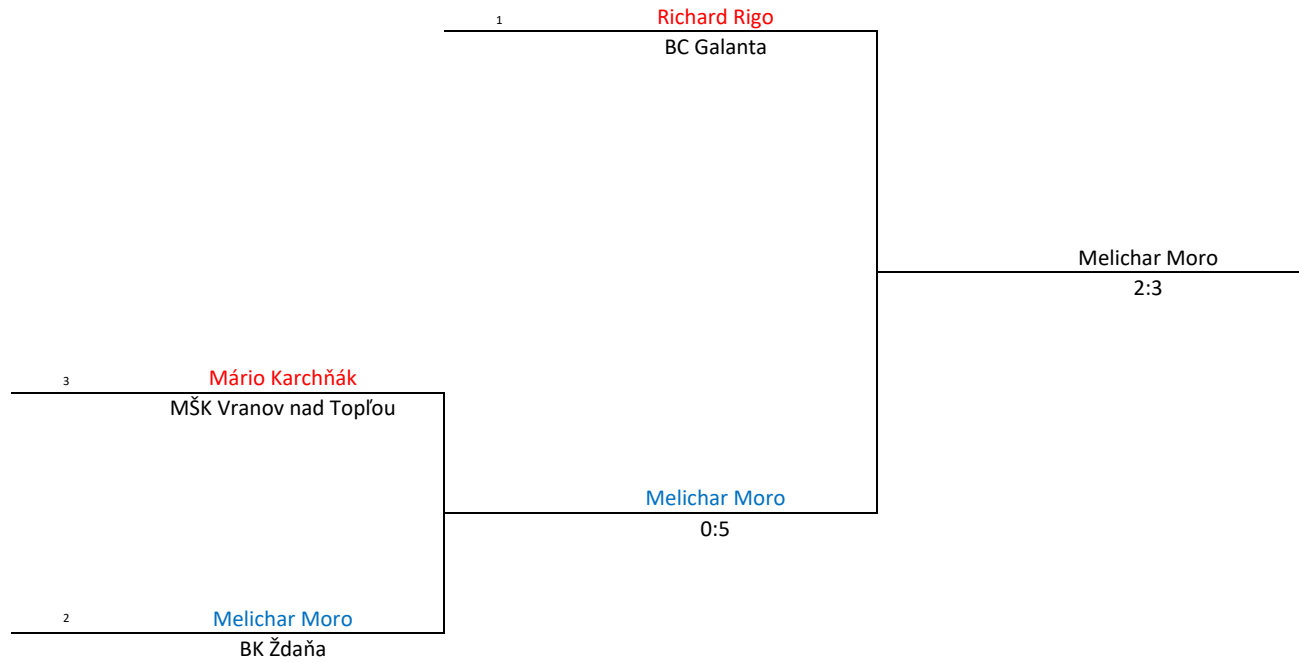 1
Richard Rigo
BC Galanta
Melichar Moro
2:3
3
Mário Karchňák
MŠK Vranov nad Topľou
Melichar Moro
0:5
2
Melichar Moro
BK Ždaňa